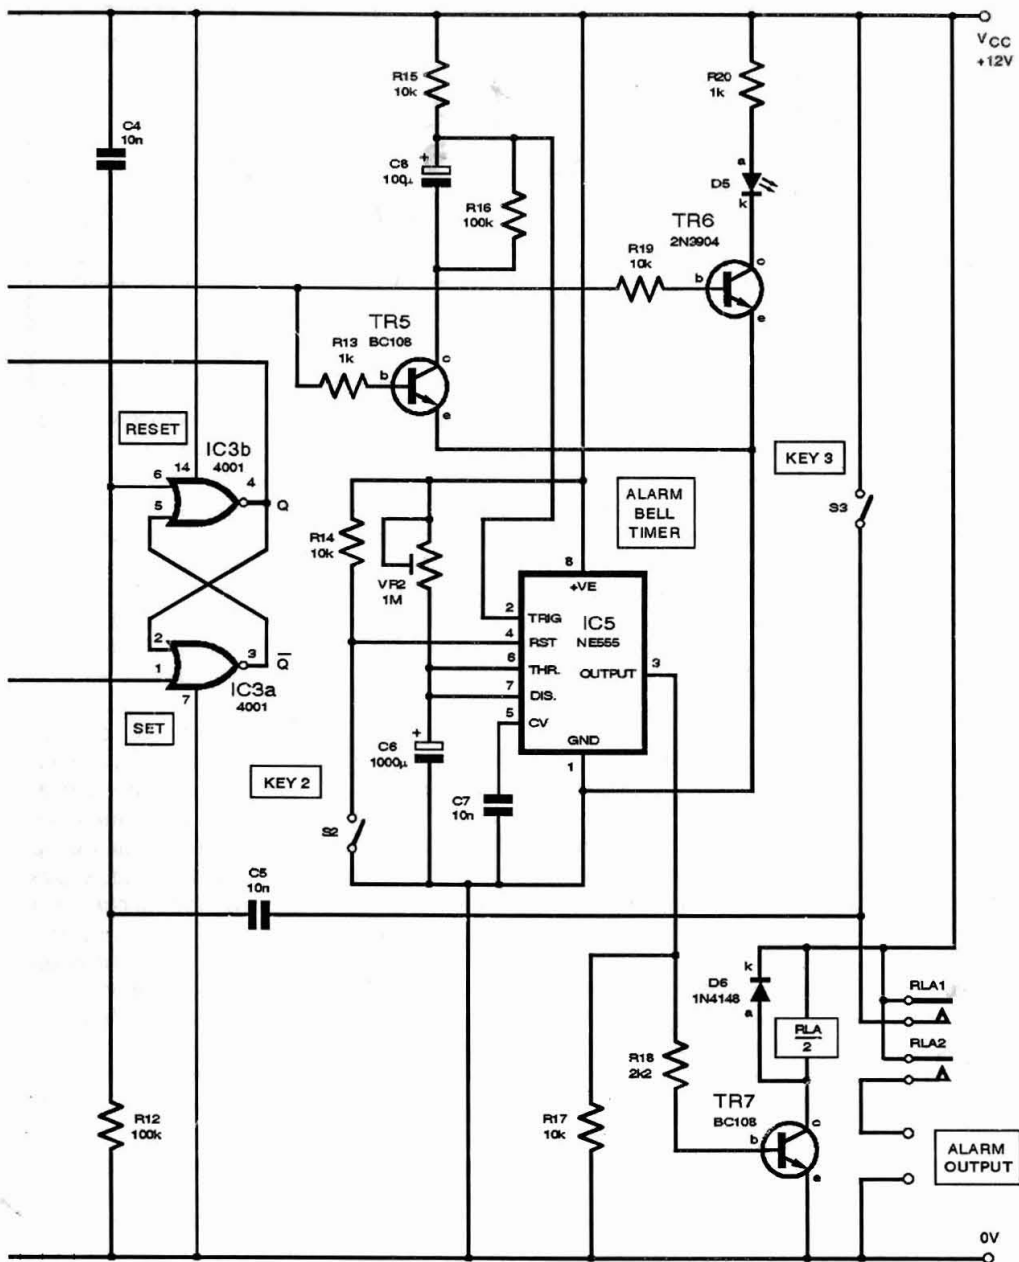 VCC
+12V
R15
10k
R20
1k
C4
10n
C8
100µ
+
R16
100k
a
D5
k
TR6
2N3904
c
b
e
R19
10k
TR5
BC108
R13
1k
b
c
e
RESET
IC3b
4001
14
6
5
4
Q
KEY 3
S3
ALARM
BELL
TIMER
R14
10k
VR2
1M
8
+VE
2
TRIG
IC5
NE555
4
RST
6
THR.
OUTPUT
3
7
DIS.
5
CV
GND
1
2
1
3
Q
IC3a
4001
7
SET
+
C6
1000µ
KEY 2
S2
C7
10n
C5
10n
k
D6
1N4148
a
RLA
2
RLA1
RLA2
R18
2k2
R12
100k
R17
10k
TR7
BC108
b
c
e
ALARM
OUTPUT
0V